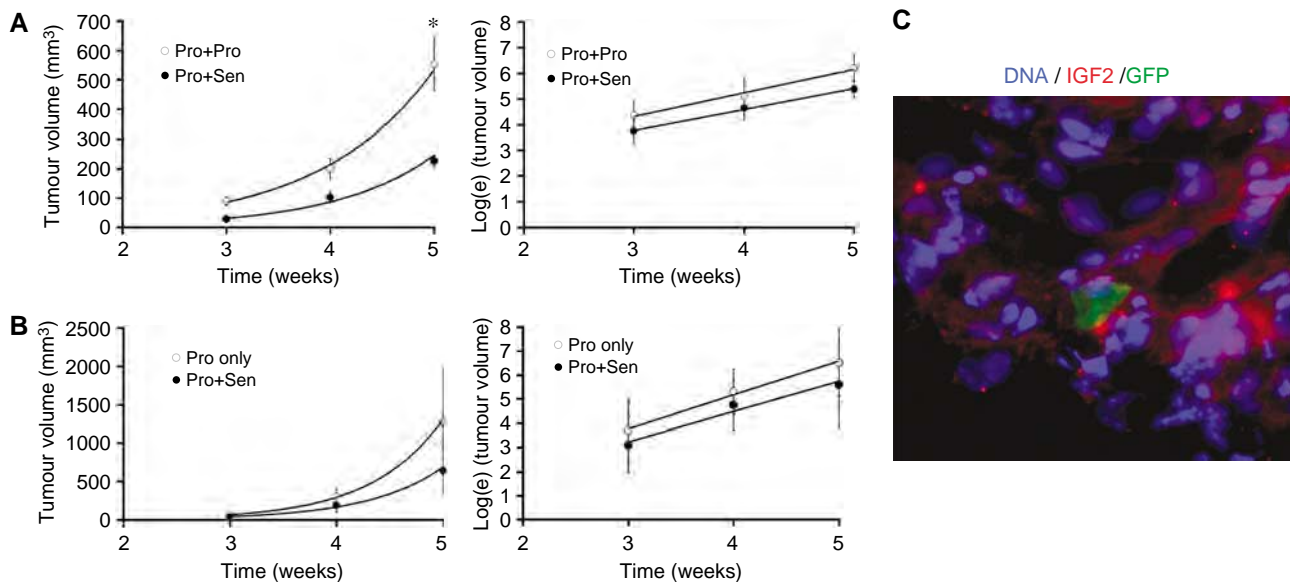 A
Tumour volume (mm³)
700
600
500
400
300
200
100
0
Pro+Pro
Pro+Sen
*
2 3 4 5
Time (weeks)
Log(e) (tumour volume)
8
7
6
5
4
3
2
1
0
Pro+Pro
Pro+Sen
2 3 4 5
Time (weeks)
B
Tumour volume (mm³)
2500
2000
1500
1000
500
0
Pro only
Pro+Sen
2 3 4 5
Time (weeks)
Log(e) (tumour volume)
8
7
6
5
4
3
2
1
0
Pro only
Pro+Sen
2 3 4 5
Time (weeks)
C
DNA / IGF2 /GFP